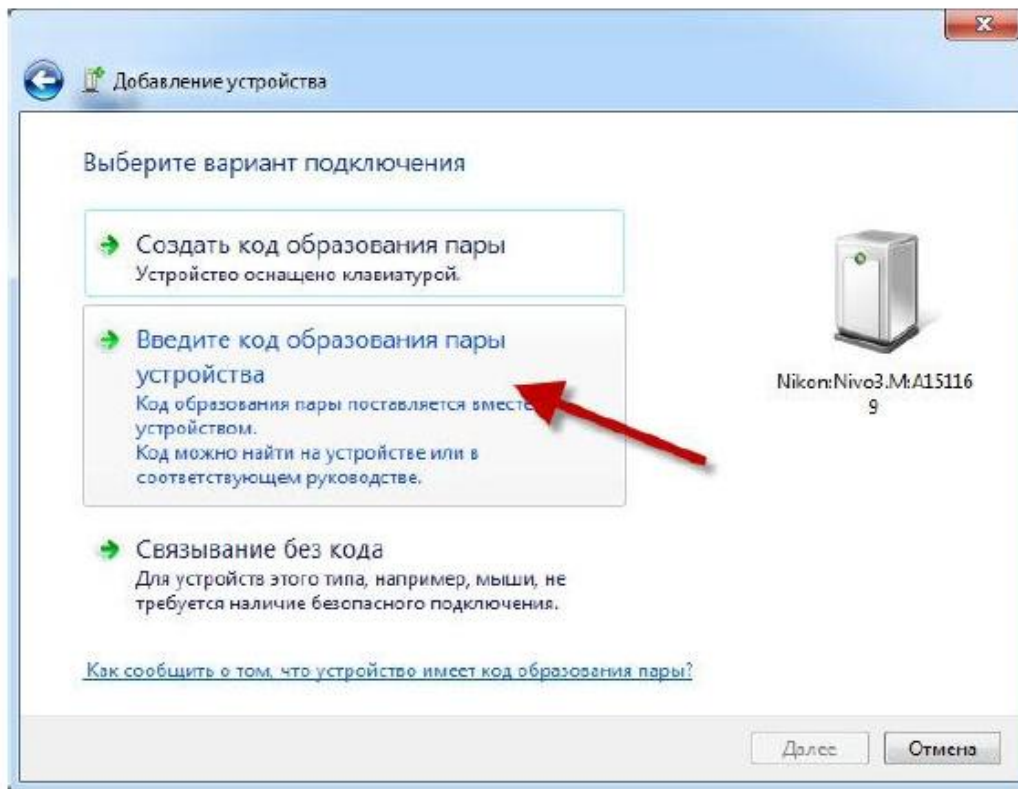 Добавление устройства
Выберите вариант подключения
Создать код образования пары
Устройство оснащено клавиатурой.
Введите код образования пары
устройства
Код образования пары поставляется вместе
устройством.
Код можно найти на устройстве или в
соответствующем руководстве.
Связывание без кода
Для устройств этого типа, например, мыши, не
требуется наличие безопасного подключения.
Как сообщить о том, что устройство имеет код образования пары?
Nikon:Nivo3.M:A15116
9
Далее
Отмена